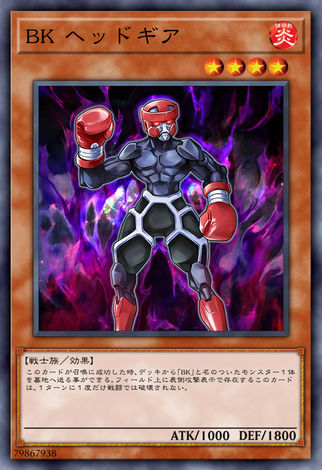 BK ヘッドギア
炎
【戦士族／効果】
このカードが召喚に成功した時、デッキから「BK」と名のついたモンスター１体
を墓地へ送る事ができる。フィールド上に表側攻撃表示で存在するこのカード
は、１ターンに１度だけ戦闘では破壊されない。
ATK/1000 DEF/1800
79867938